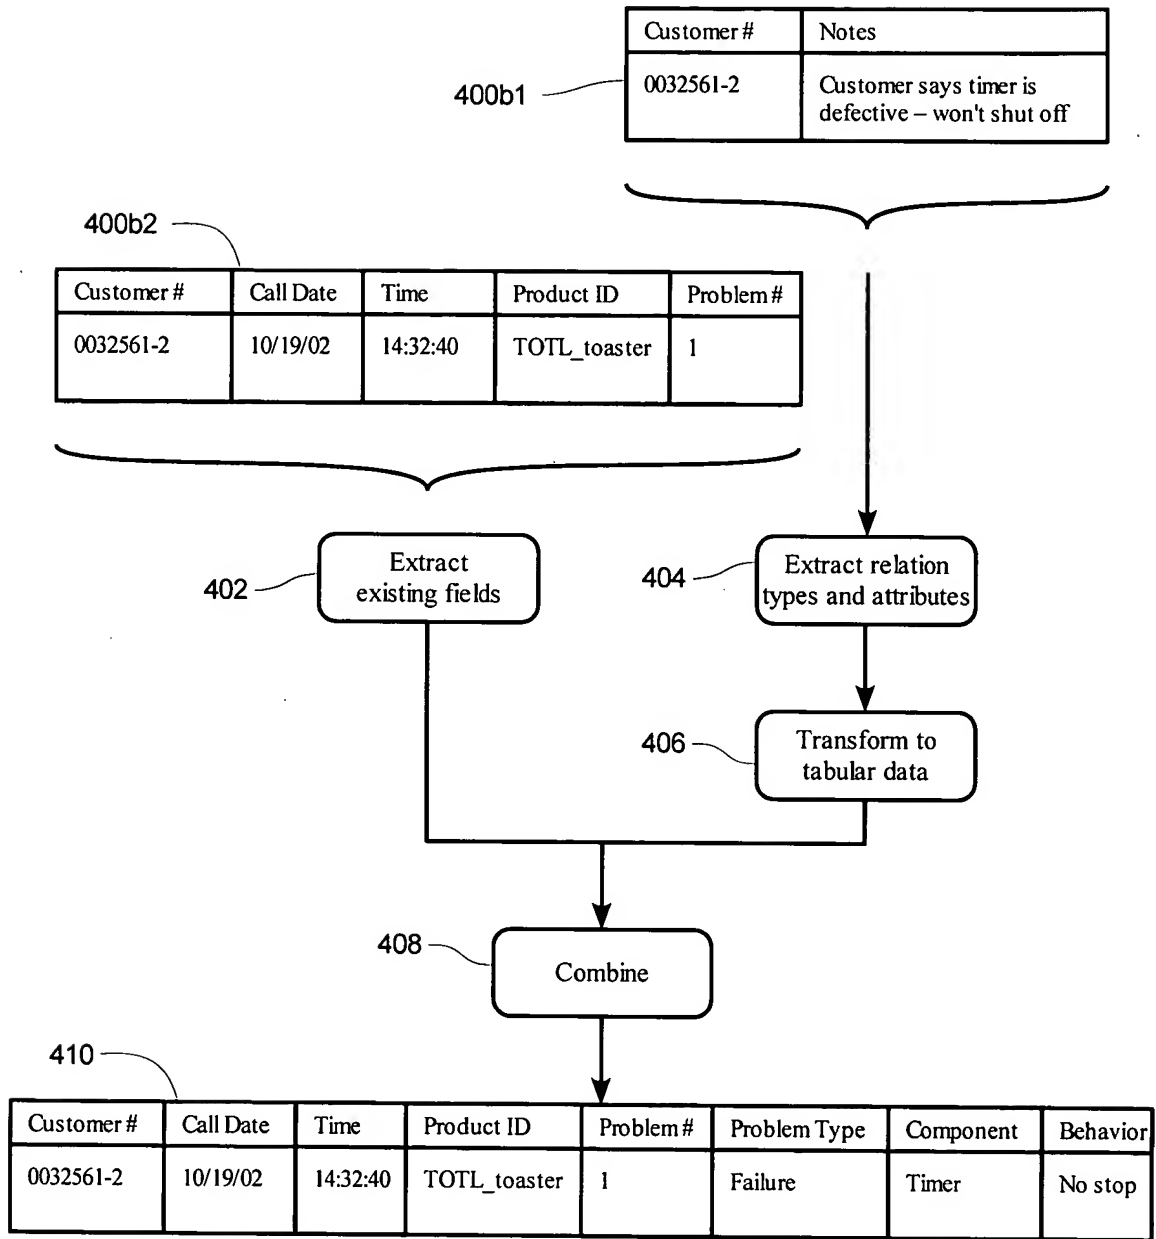 Customer # Notes
400b1 0032561-2 Customer says timer is
defective – won't shut off
400b2
Customer # Call Date Time Product ID Problem #
0032561-2 10/19/02 14:32:40 TOTL_toaster 1
402 Extract
existing fields
404 Extract relation
types and attributes
406 Transform to
tabular data
408 Combine
410
Customer # Call Date Time Product ID Problem # Problem Type Component Behavior
0032561-2 10/19/02 14:32:40 TOTL_toaster 1 Failure Timer No stop